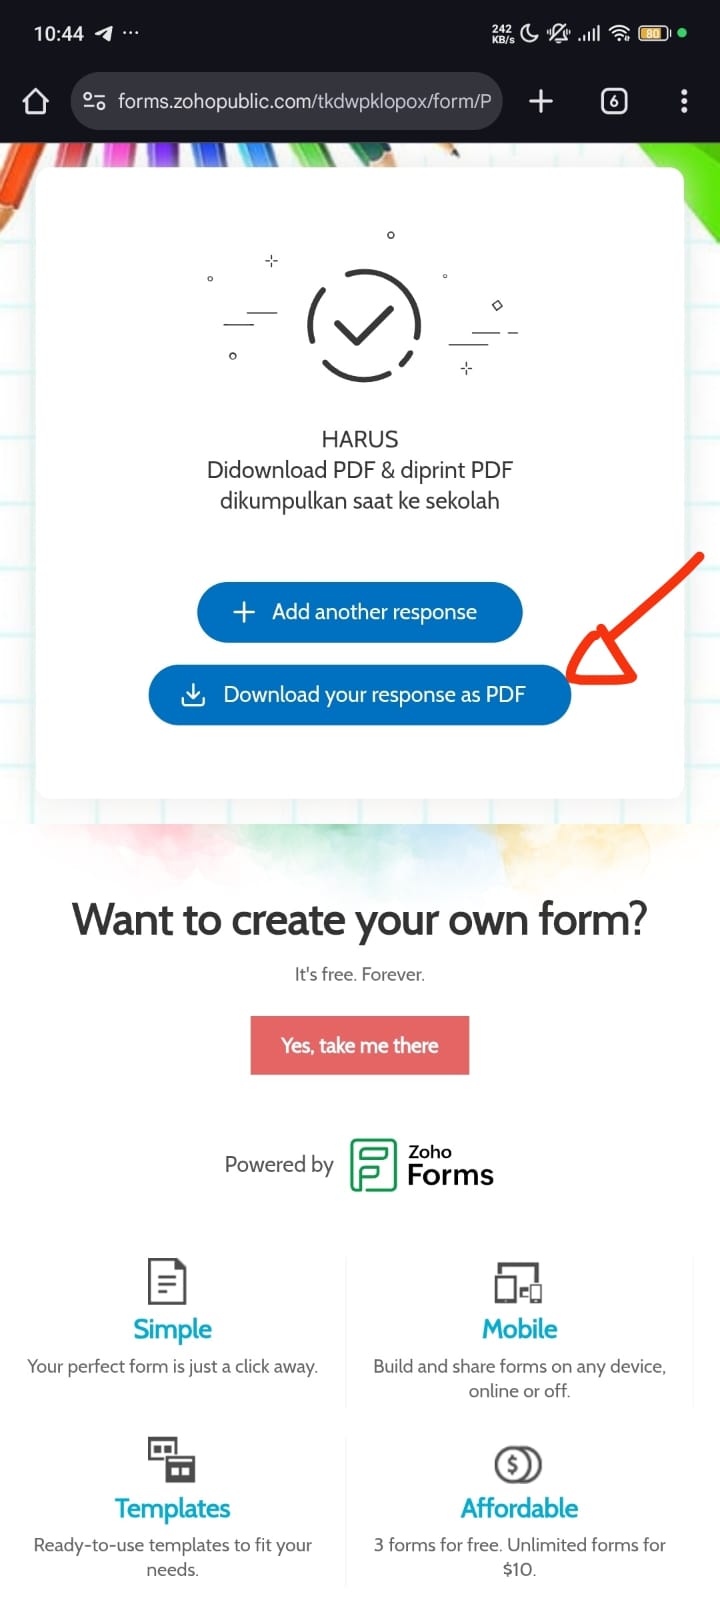 10:44
242
KB/s
80
forms.zohopublic.com/tkdwpklopox/form/P
6
HARUS
Didownload PDF & diprint PDF
dikumpulkan saat ke sekolah
Add another response
Download your response as PDF
Want to create your own form?
It's free. Forever.
Yes, take me there
Powered by
Zoho
Forms
Simple
Your perfect form is just a click away.
Mobile
Build and share forms on any device,
online or off.
Templates
Ready-to-use templates to fit your
needs.
Affordable
3 forms for free. Unlimited forms for
$10.